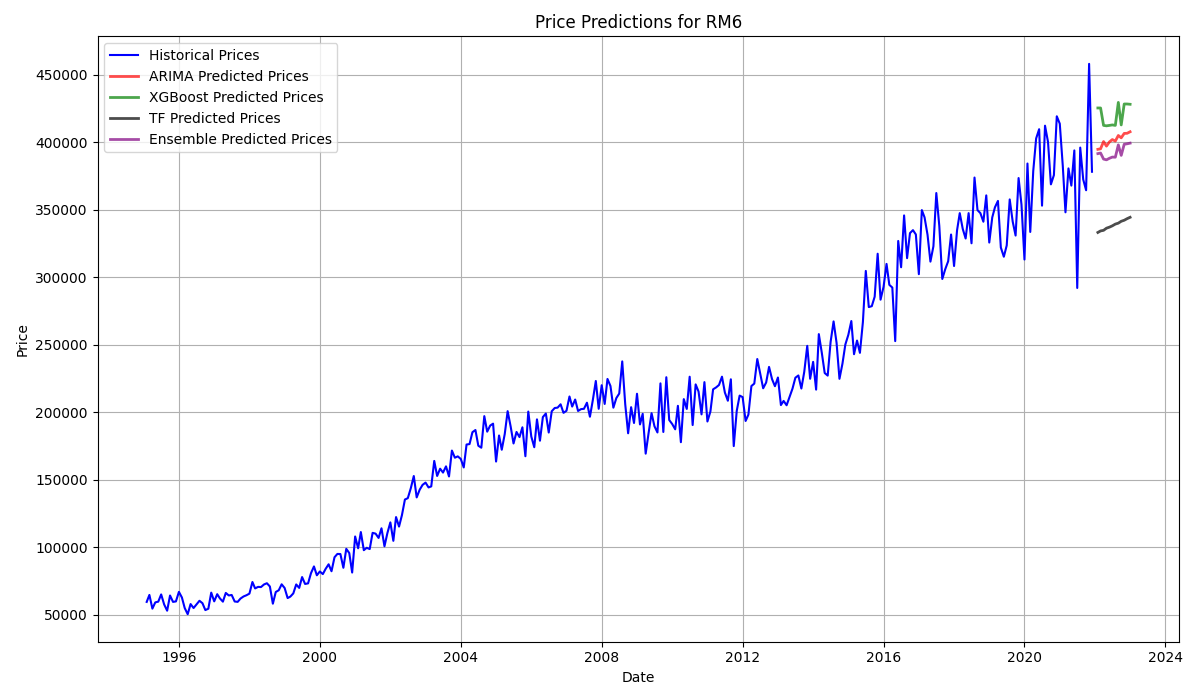 Price Predictions for RM6
Historical Prices
ARIMA Predicted Prices
XGBoost Predicted Prices
TF Predicted Prices
Ensemble Predicted Prices
450000
400000
350000
300000
250000
200000
150000
100000
50000
Price
1996 2000 2004 2008 2012 2016 2020 2024
Date